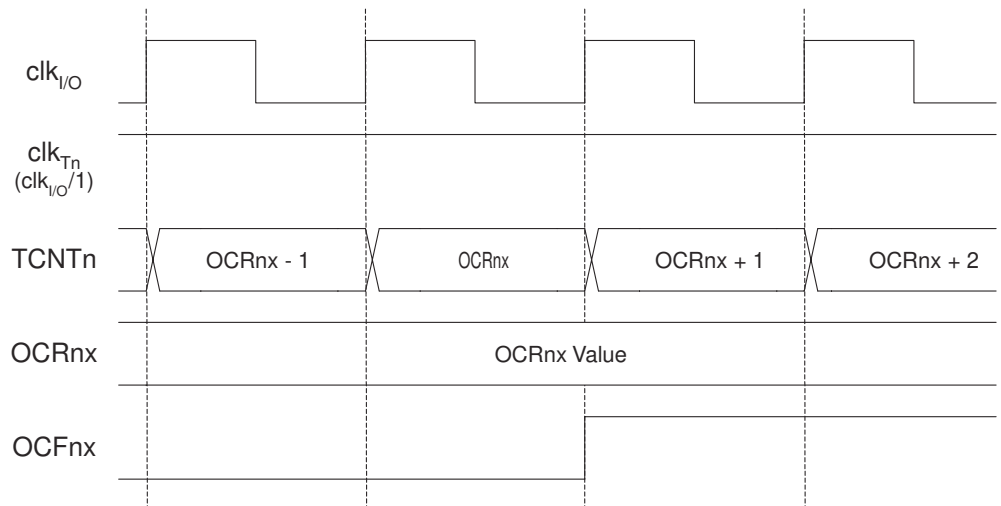 clkI/O
clkTn
(clkI/O/1)
TCNTn
OCRnx - 1
OCRnx
OCRnx + 1
OCRnx + 2
OCRnx
OCRnx Value
OCFnx